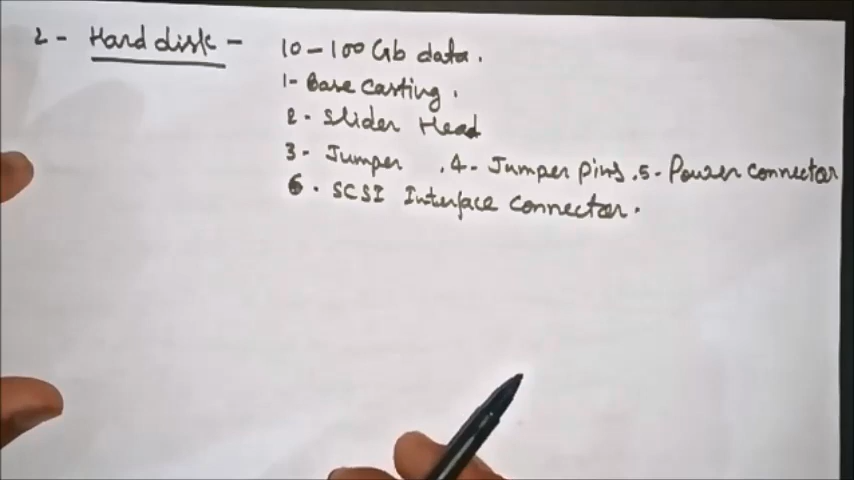 2- Hard disk - 10-100 Gb data.
1- Base Casting.
2. Slider Head
3- Jumper .4- Jumper Pins .5- Power Connector
6. SCSI Interface Connector.